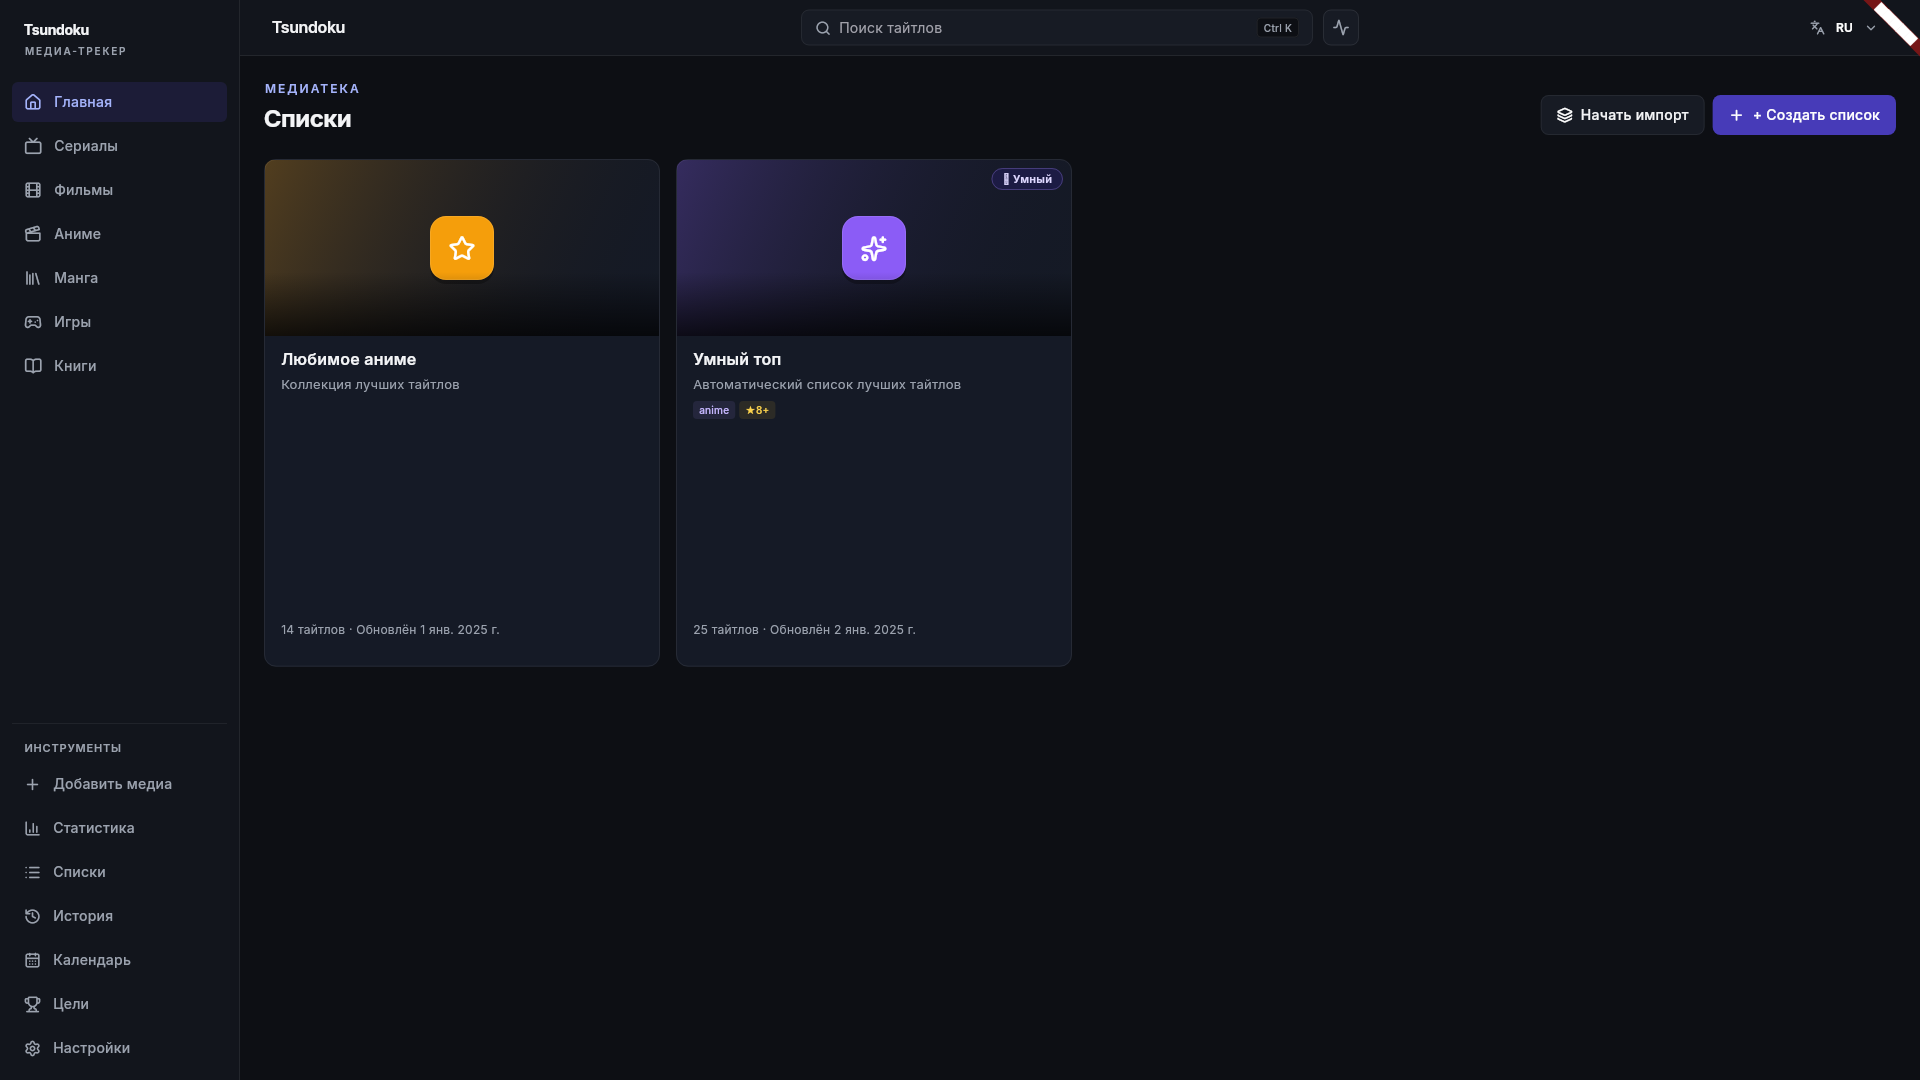 Tsundoku
МЕДИА-ТРЕКЕР
Главная
Сериалы
Фильмы
Аниме
Манга
Игры
Книги
ИНСТРУМЕНТЫ
+ Добавить медиа
Статистика
Списки
История
Календарь
Цели
Настройки
Tsundoku
Поиск тайтлов
Ctrl K
RU
МЕДИАТЕКА
Списки
Начать импорт
+ + Создать список
Любимое аниме
Коллекция лучших тайтлов
14 тайтлов · Обновлён 1 янв. 2025 г.
Умный
Умный топ
Автоматический список лучших тайтлов
anime ★8+
25 тайтлов · Обновлён 2 янв. 2025 г.